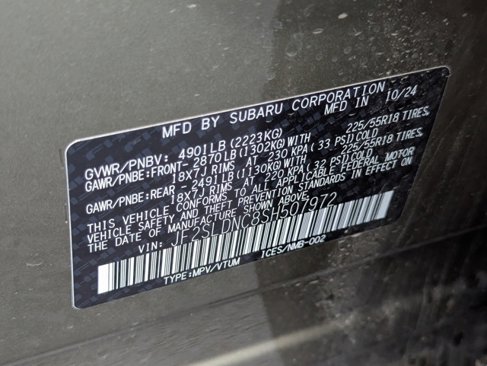 MFD BY SUBARU CORPORATION
MFD IN 10/24
GVWR/PNBV: 4901LB(2223KG)
GAWR/PNBE:FRONT-2870LB(1302KG)WITH 225/55R18 TIRES,
18X7J RIMS AT 230 KPA( 33 PSI)COLD
GAWR/PNBE:REAR -2491LB(1130KG)WITH 225/55R18 TIRES,
18X7J RIMS AT 220 KPA( 32 PSI)COLD
THIS VEHICLE CONFORMS TO ALL APPLICABLE FEDERAL MOTOR
VEHICLE SAFETY AND BUMPER STANDARDS IN EFFECT ON
THE DATE OF MANUFACTURE SHOWN ABOVE.
VIN: JF2SLDNC8SH597972
TYPE:MPV/VTUM ICES/NMB-002